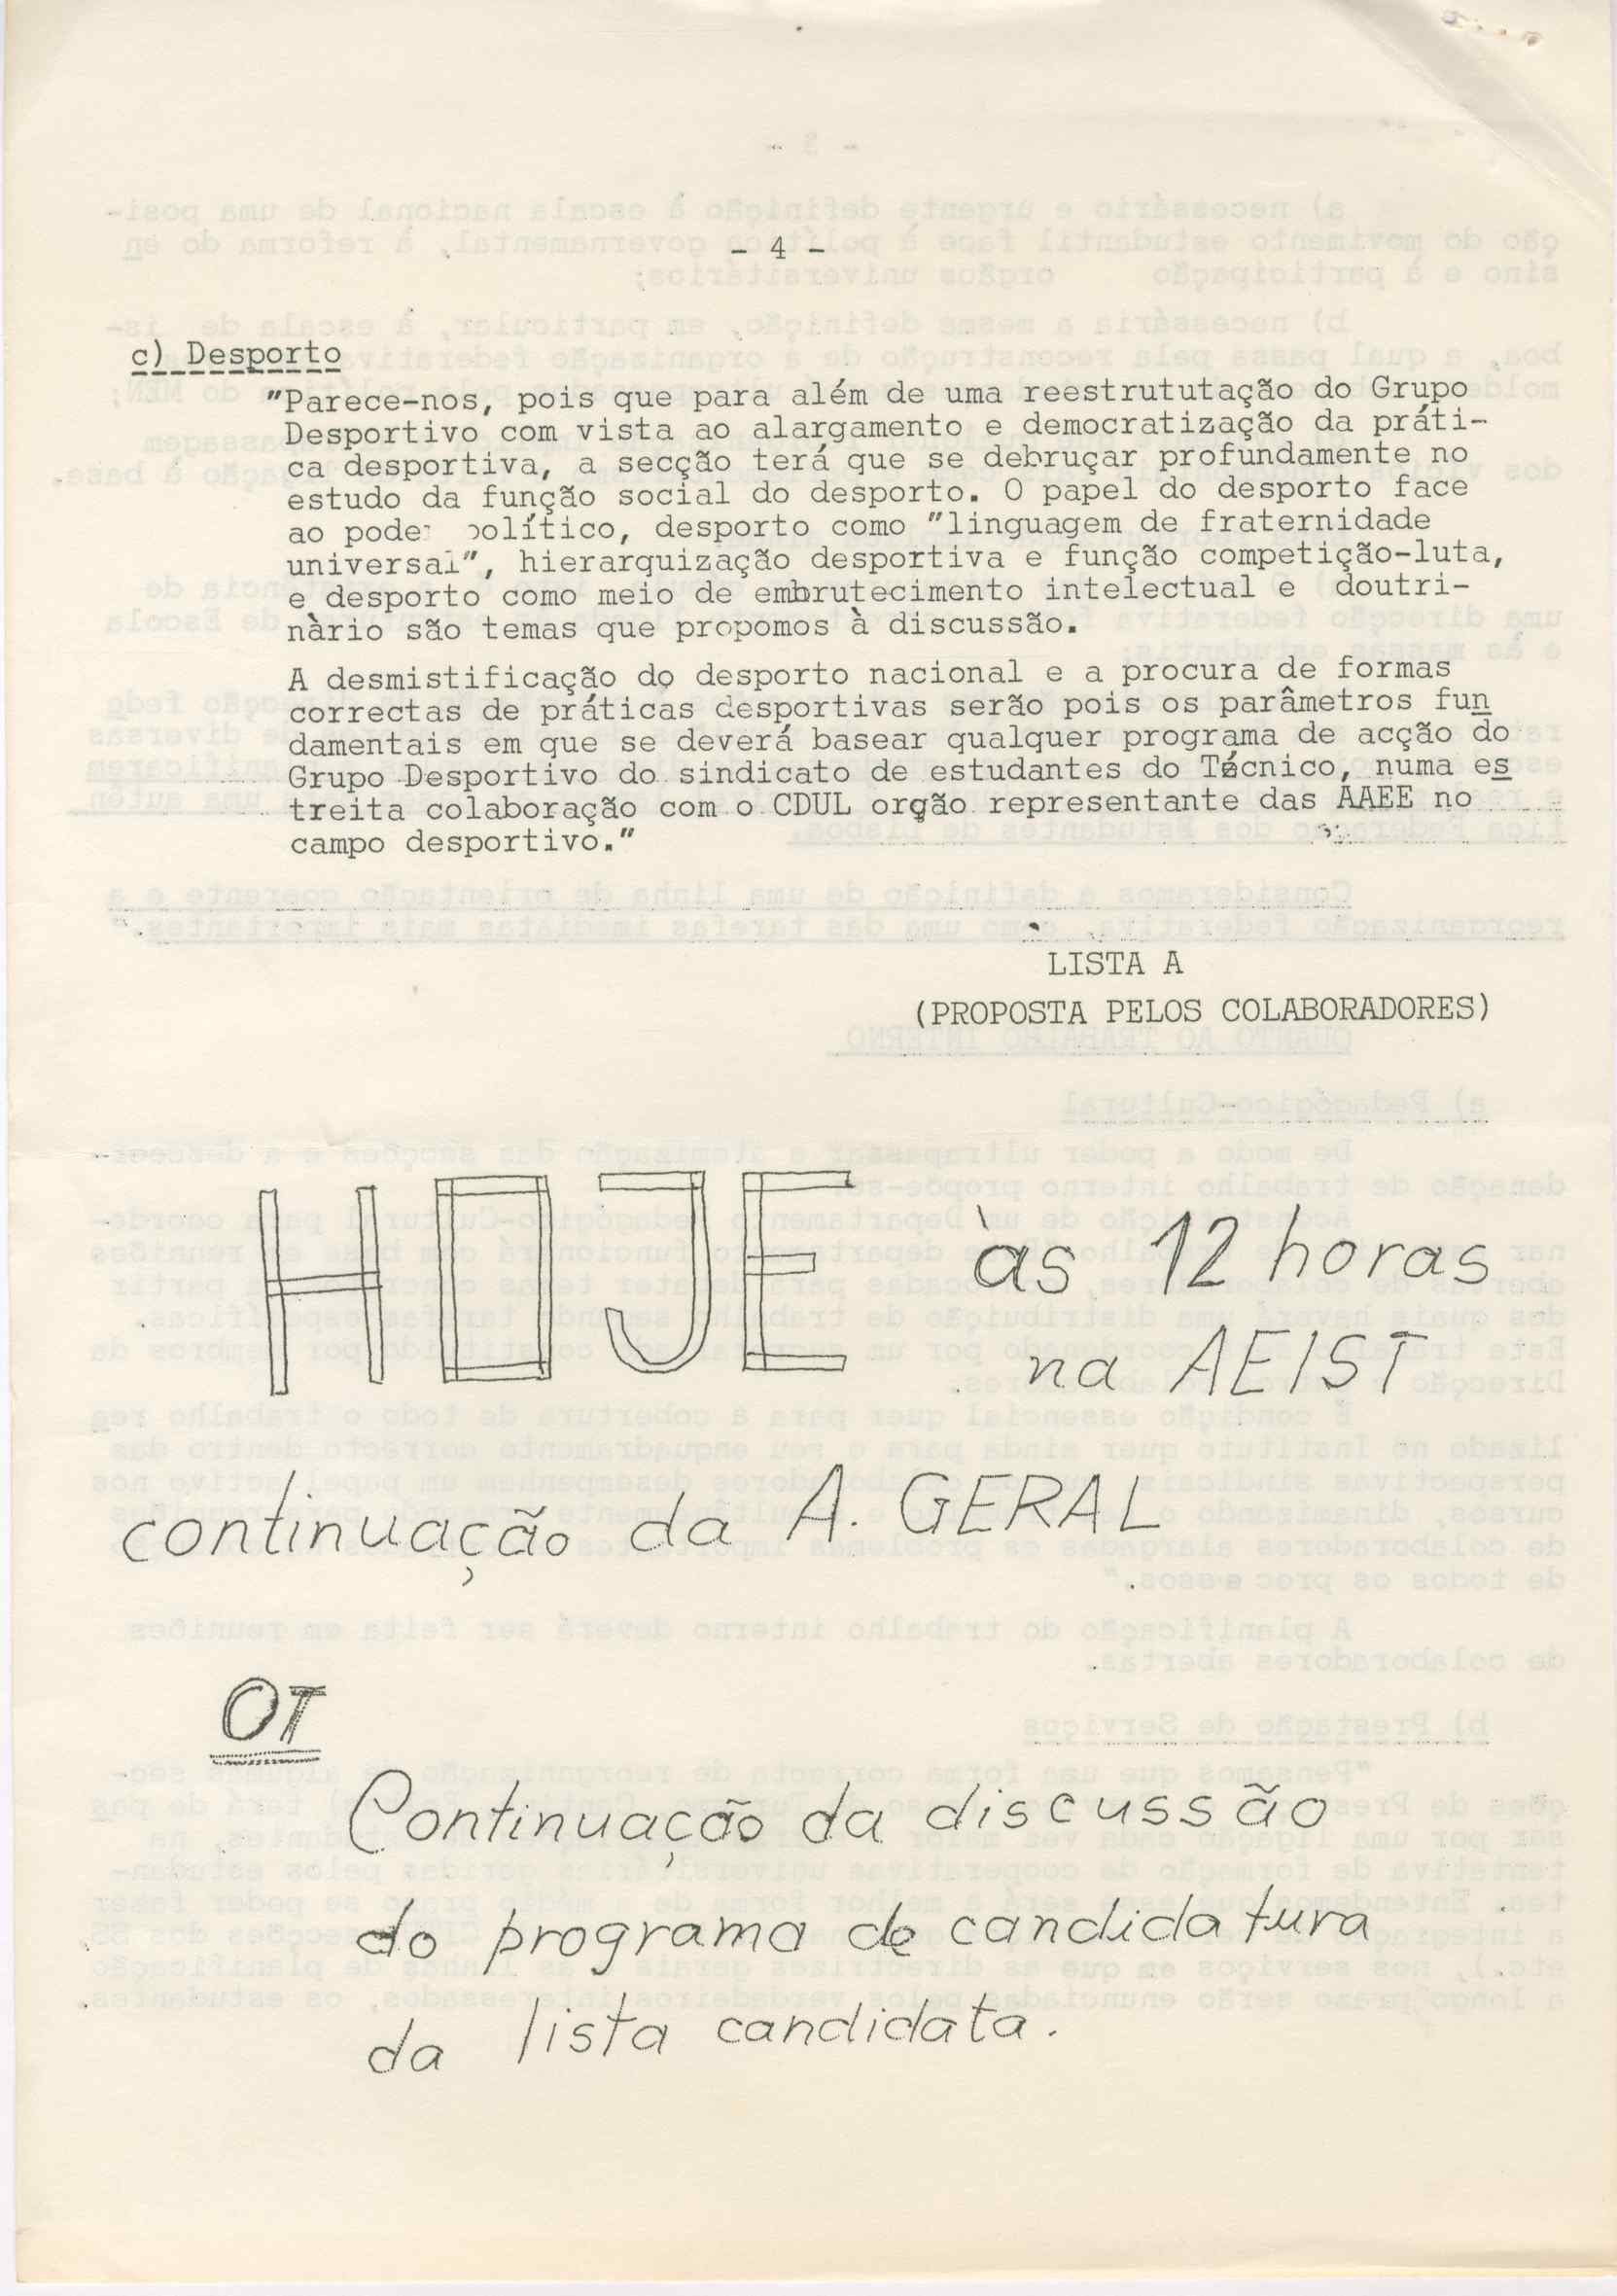 - 4 -
c) Desporto
"Parece-nos, pois que para além de uma reestrututação do Grupo
Desportivo com vista ao alargamento e democratização da práti-
ca desportiva, a secção terá que se debruçar profundamente no
estudo da função social do desporto. O papel do desporto face
ao pode político, desporto como "linguagem de fraternidade
universal", hierarquização desportiva e função competição-luta,
e desporto como meio de embrutecimento intelectual e doutri-
nàrio são temas que propomos à discussão.
A desmistificação do desporto nacional e a procura de formas
correctas de práticas desportivas serão pois os parâmetros fun
damentais em que se deverá basear qualquer programa de acção do
Grupo Desportivo do sindicato de estudantes do Técnico, numa es
treita colaboração com o CDUL orgão representante das AAEE no
campo desportivo."
LISTA A
(PROPOSTA PELOS COLABORADORES)
HOJE às 12 horas
na AEIST
continuação da A. GERAL
OT
Continuação da discussão
do programa de candidatura
da lista candidata.